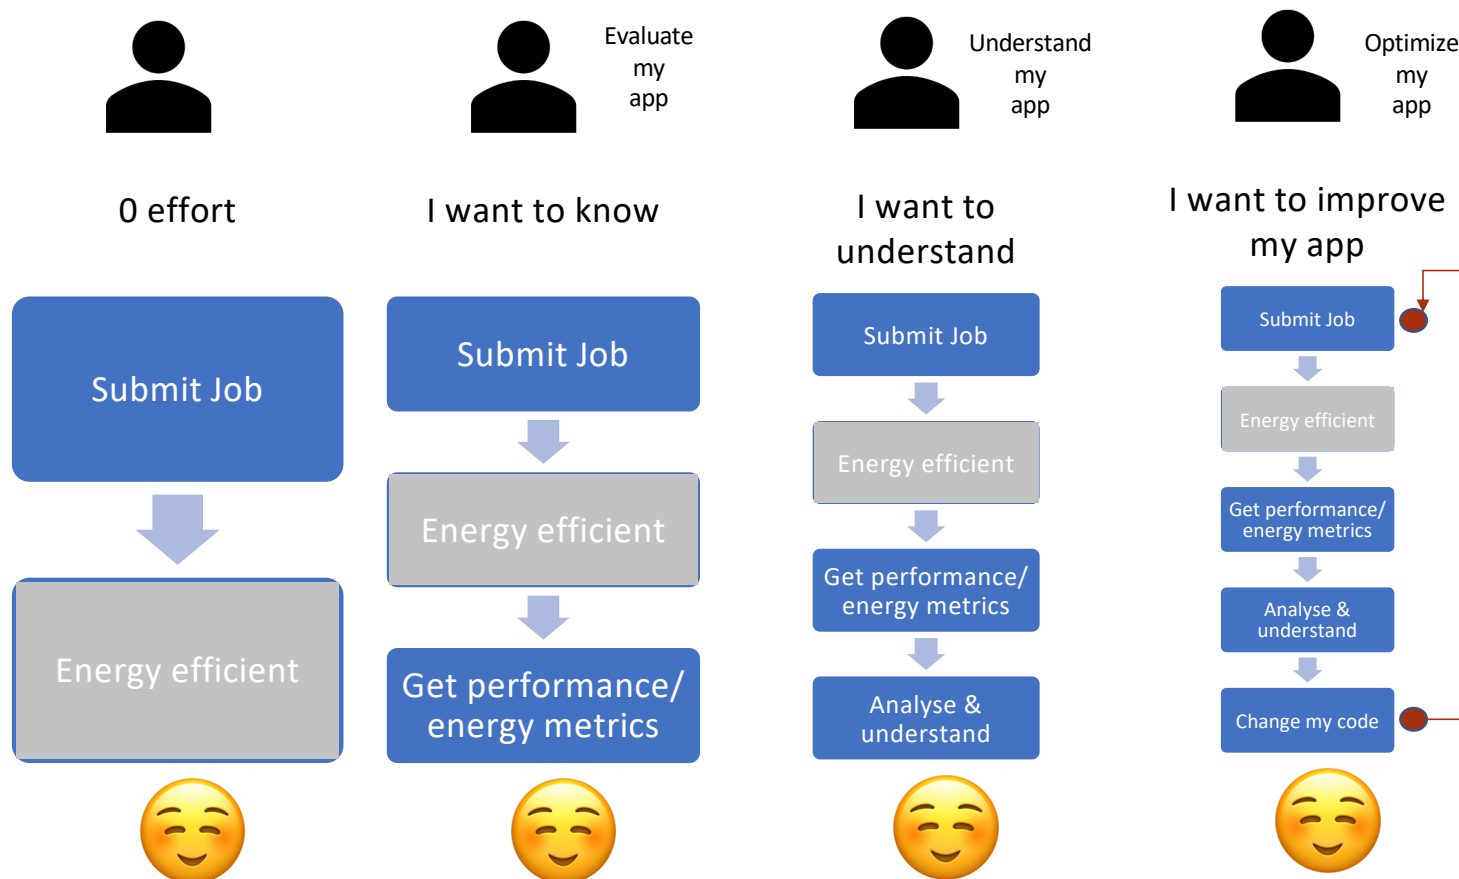 0 effort
Submit Job
Energy efficient
Evaluate
my
app
I want to know
Submit Job
Energy efficient
Get performance/
energy metrics
Understand
my
app
I want to
understand
Submit Job
Energy efficient
Get performance/
energy metrics
Analyse &
understand
Optimize
my
app
I want to improve
my app
Submit Job
Energy efficient
Get performance/
energy metrics
Analyse &
understand
Change my code